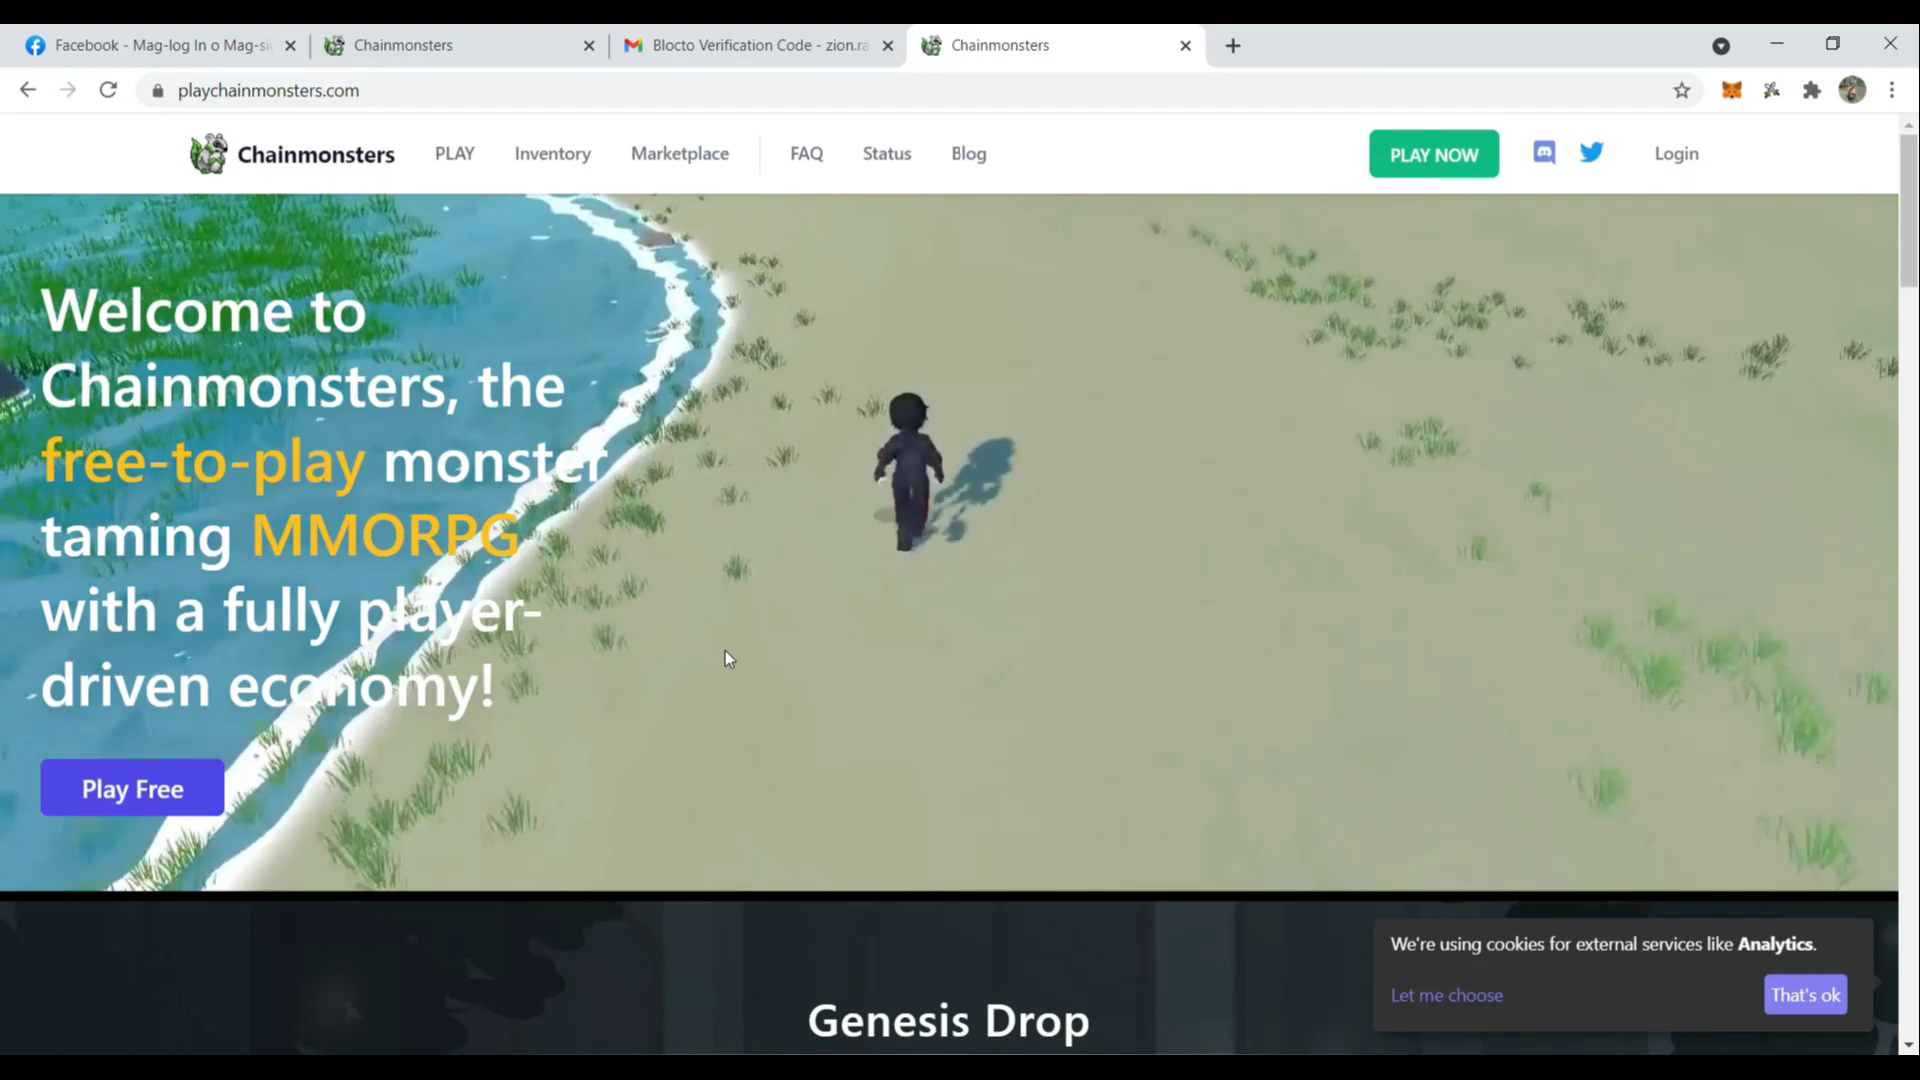 Facebook - Mag-log In o Mag-si
Chainmonsters
Blocto Verification Code - zion.ra
Chainmonsters
playchainmonsters.com
Chainmonsters
PLAY
Inventory
Marketplace
FAQ
Status
Blog
PLAY NOW
Login
Welcome to
Chainmonsters, the
free-to-play monster
taming MMORPG
with a fully player-
driven economy!
Play Free
We're using cookies for external services like Analytics.
Let me choose
That's ok
Genesis Drop